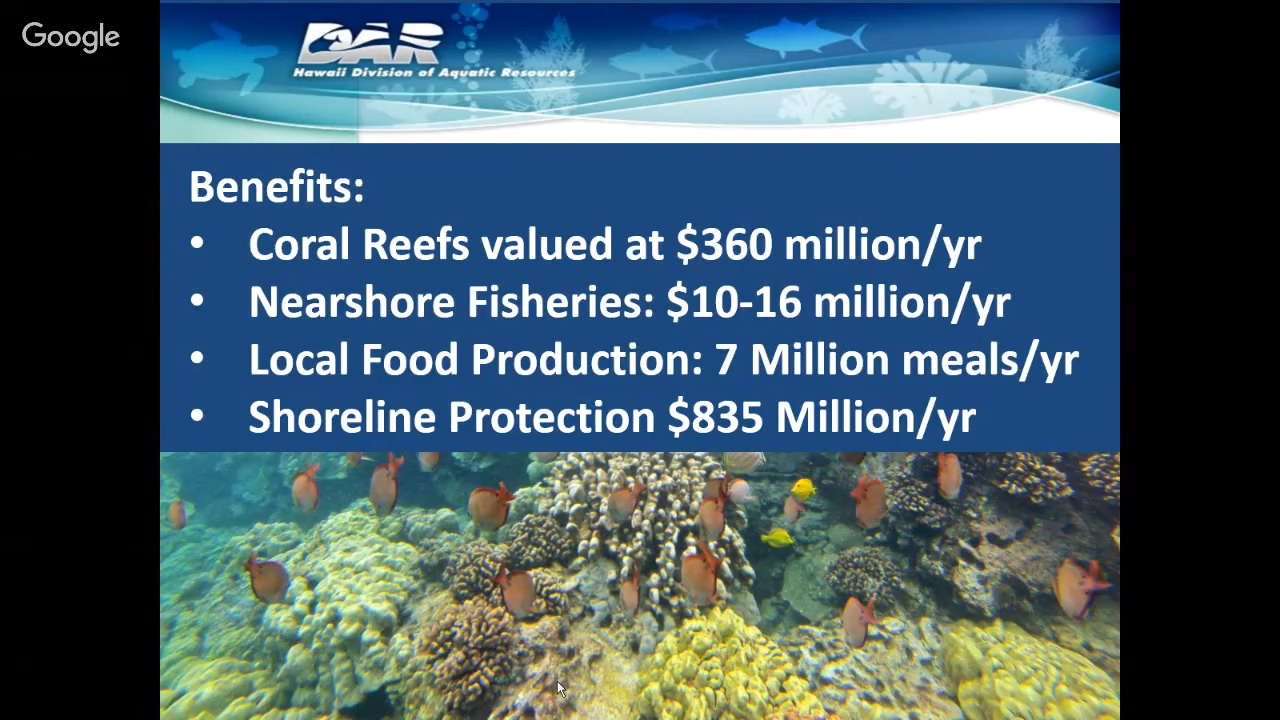 Google
DAR
Hawaii Division of Aquatic Resources
Benefits:
• Coral Reefs valued at $360 million/yr
• Nearshore Fisheries: $10-16 million/yr
• Local Food Production: 7 Million meals/yr
• Shoreline Protection $835 Million/yr